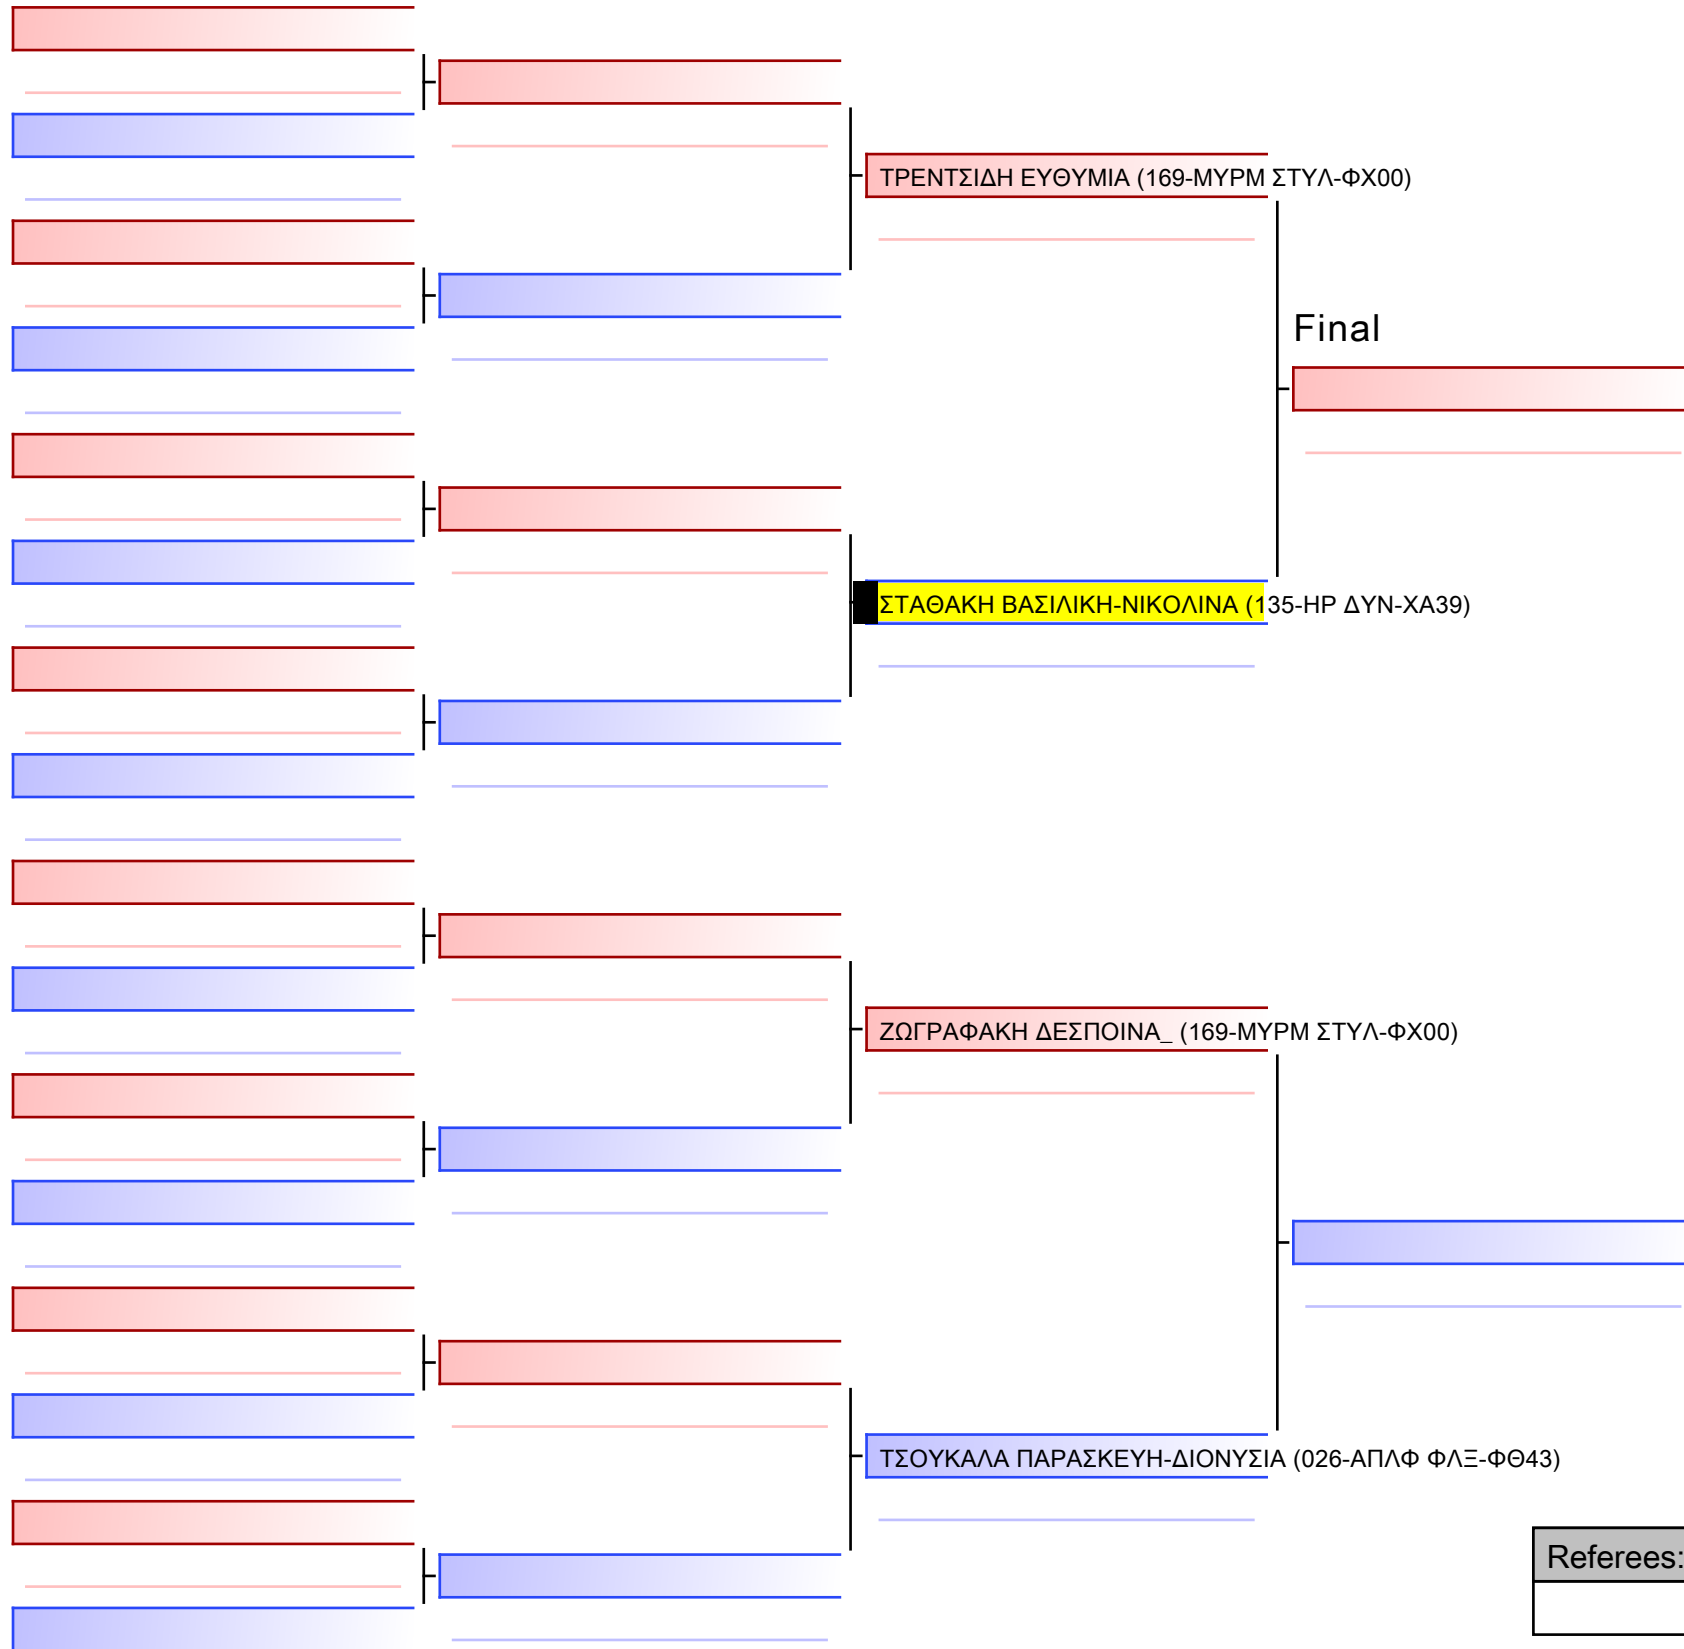 ΤΡΕΝΤΣΙΔΗ ΕΥΘΥΜΙΑ (169-ΜΥΡΜ ΣΤΥΛ-ΦΧ00)
Final
ΣΤΑΘΑΚΗ ΒΑΣΙΛΙΚΗ-ΝΙΚΟΛΙΝΑ (135-ΗΡ ΔΥΝ-ΧΑ39)
ΖΩΓΡΑΦΑΚΗ ΔΕΣΠΟΙΝΑ_ (169-ΜΥΡΜ ΣΤΥΛ-ΦΧ00)
ΤΣΟΥΚΑΛΑ ΠΑΡΑΣΚΕΥΗ-ΔΙΟΝΥΣΙΑ (026-ΑΠΛΦ ΦΛΞ-ΦΘ43)
Referees: